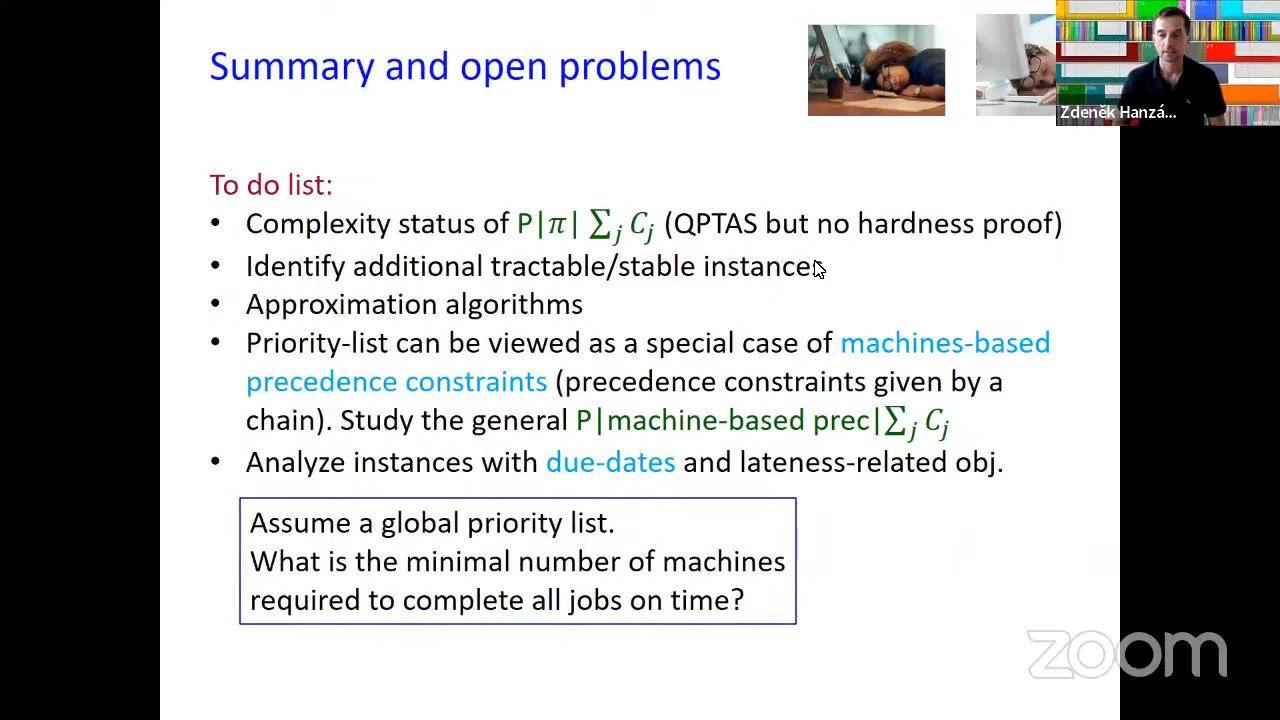 Summary and open problems
Zdeněk Hanzá...
To do list:
• Complexity status of P|π| ∑_j C_j (QPTAS but no hardness proof)
• Identify additional tractable/stable instances
• Approximation algorithms
• Priority-list can be viewed as a special case of machines-based
precedence constraints (precedence constraints given by a
chain). Study the general P|machine-based prec|∑_j C_j
• Analyze instances with due-dates and lateness-related obj.
Assume a global priority list.
What is the minimal number of machines
required to complete all jobs on time?
zoom